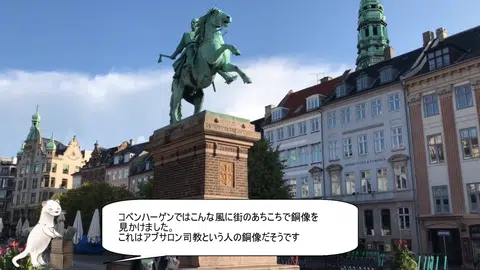 コペンハーゲンではこんな風に街のあちこちで銅像を
見かけました。
これはアブサロン司教という人の銅像だそうです